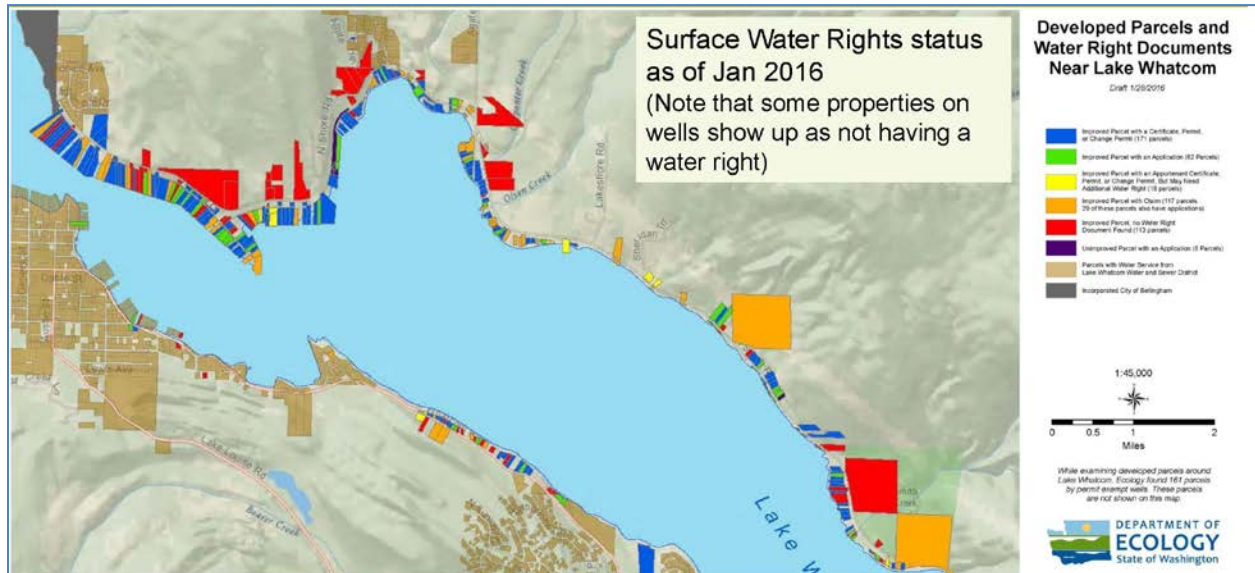 Surface Water Rights status
as of Jan 2016
(Note that some properties on
wells show up as not having a
water right)
Developed Parcels and
Water Right Documents
Near Lake Whatcom
Draft 1/28/2016
Improved Parcel with a Certificate, Permit,
or Change Permit (171 parcels)
Improved Parcel with an Application (62 Parcels)
Improved Parcel with an Appurtenant Certificate,
Permit, or Change Permit, But May Need
Additional Water Right (18 parcels)
Improved Parcel with Claim (117 parcels.
29 of these parcels also have applications)
Improved Parcel, no Water Right
Document Found (113 parcels)
Unimproved Parcel with an Application (6 Parcels)
Parcels with Water Service from
Lake Whatcom Water and Sewer District
Incorporated City of Bellingham
1:45,000
0 0.5 1 2
Miles
While examining developed parcels around
Lake Whatcom, Ecology found 161 parcels
by permit exempt wells. These parcels
are not shown on this map.
DEPARTMENT OF
ECOLOGY
State of Washington
N Shore Rd
Carpenter Creek
Olsen Creek
Lakeshore Rd
Lake Louise Rd
Beaver Creek
Lake W